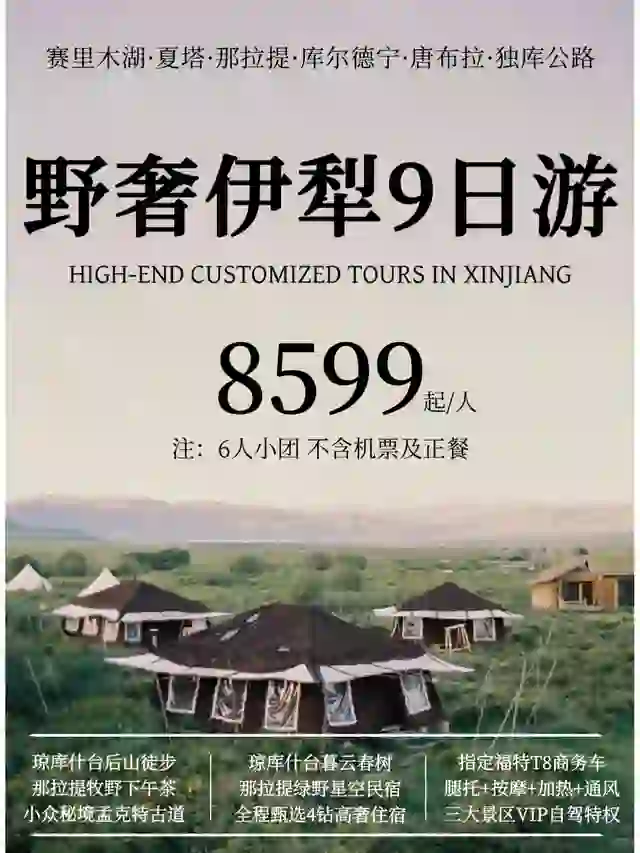 赛里木湖·夏塔·那拉提·库尔德宁·唐布拉·独库公路
野奢伊犁9日游
HIGH-END CUSTOMIZED TOURS IN XINJIANG
8599起/人
注：6人小团 不含机票及正餐
琼库什台后山徒步
那拉提牧野下午茶
小众秘境孟克特古道
琼库什台暮云春树
那拉提绿野星空民宿
全程甄选4钻高奢住宿
指定福特T8商务车
腿托+按摩+加热+通风
三大景区VIP自驾特权